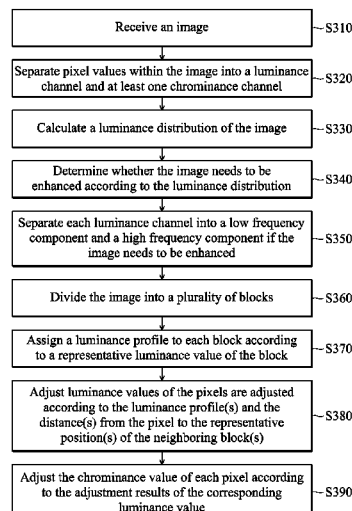 Receive an image
S310
Separate pixel values within the image into a luminance
channel and at least one chrominance channel
S320
Calculate a luminance distribution of the image
S330
Determine whether the image needs to be
enhanced according to the luminance distribution
S340
Separate each luminance channel into a low frequency
component and a high frequency component if the
image needs to be enhanced
S350
Divide the image into a plurality of blocks
S360
Assign a luminance profile to each block according
to a representative luminance value of the block
S370
Adjust luminance values of the pixels are adjusted
according to the luminance profile(s) and the
distance(s) from the pixel to the representative
position(s) of the neighboring block(s)
S380
Adjust the chrominance value of each pixel according
to the adjustment results of the corresponding
luminance value
S390